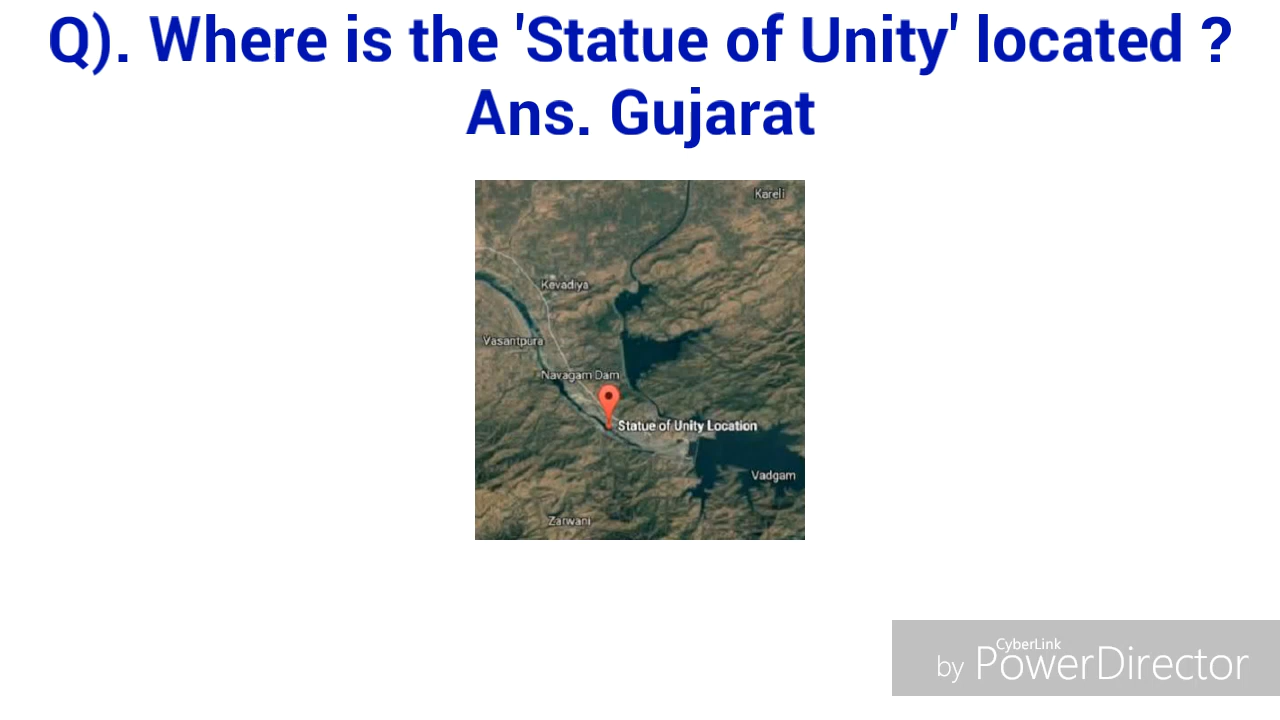 Q). Where is the 'Statue of Unity' located ?
Ans. Gujarat
Kareli
Kevadiya
Vasantpura
Navagam Dam
Statue of Unity Location
Vadgam
Zarwani
CyberLink
by PowerDirector